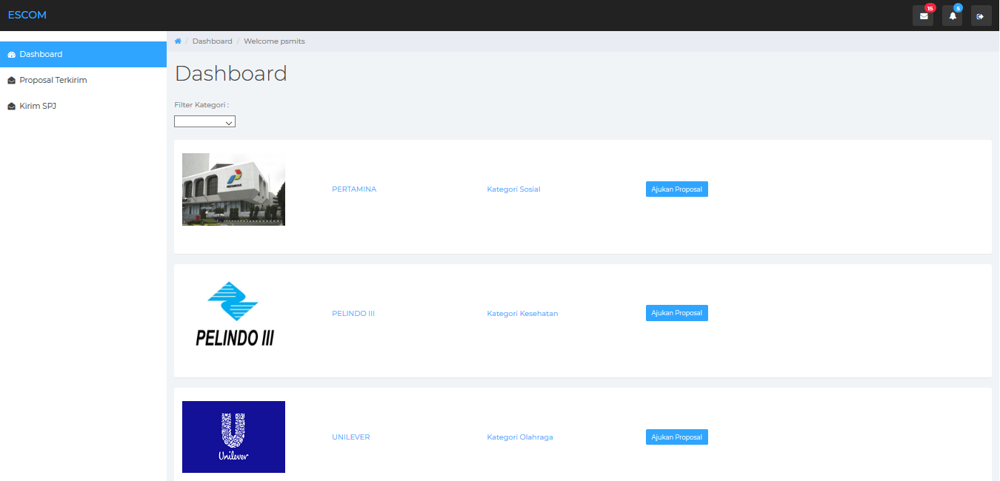 ESCOM
15
5
Dashboard / Welcome psmits
Dashboard
Proposal Terkirim
Kirim SPJ
Dashboard
Filter Kategori :
PERTAMINA
PERTAMINA
Kategori Sosial
Ajukan Proposal
PELINDO III
PELINDO III
Kategori Kesehatan
Ajukan Proposal
Unilever
UNILEVER
Kategori Olahraga
Ajukan Proposal